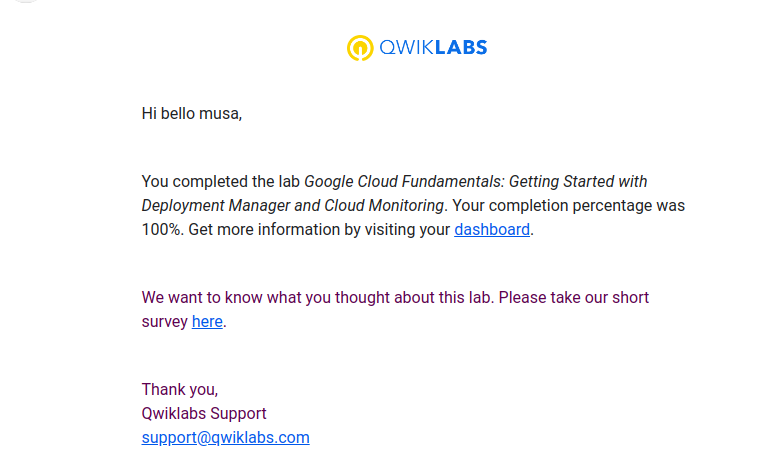 QWIKLABS
Hi bello musa,
You completed the lab Google Cloud Fundamentals: Getting Started with
Deployment Manager and Cloud Monitoring. Your completion percentage was
100%. Get more information by visiting your dashboard.
We want to know what you thought about this lab. Please take our short
survey here.
Thank you,
Qwiklabs Support
support@qwiklabs.com